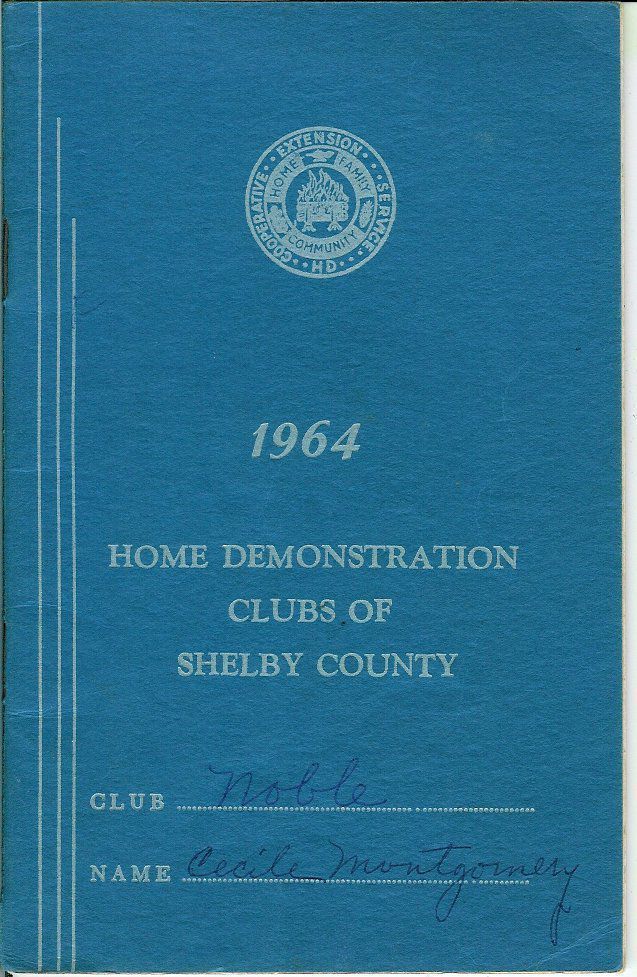 COOPERATIVE EXTENSION SERVICE
HD
HOME FAMILY
COMMUNITY
1964
HOME DEMONSTRATION
CLUBS OF
SHELBY COUNTY
CLUB Noble
NAME Cecile Montgomery